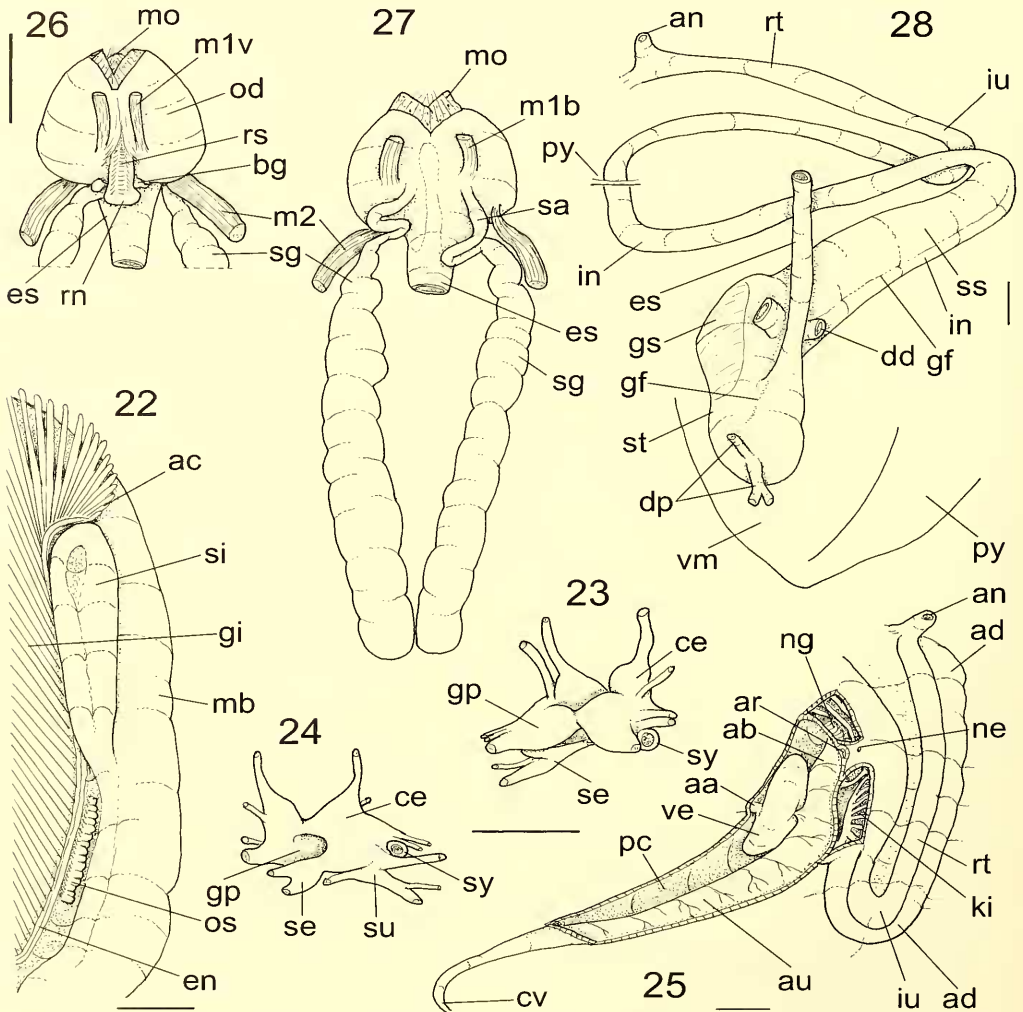 26
mo
m1v
od
rs
bg
m2
sg
es
rn
27
mo
m1b
sa
es
sg
28
an
rt
iu
py
in
es
ss
in
gs
dd
gf
gf
st
dp
vm
py
22
ac
si
gi
mb
os
en
23
ce
gp
sy
se
24
ce
gp
sy
se
su
25
an
ad
ng
ne
ar
ab
aa
ve
pc
rt
ki
au
cv
iu
ad